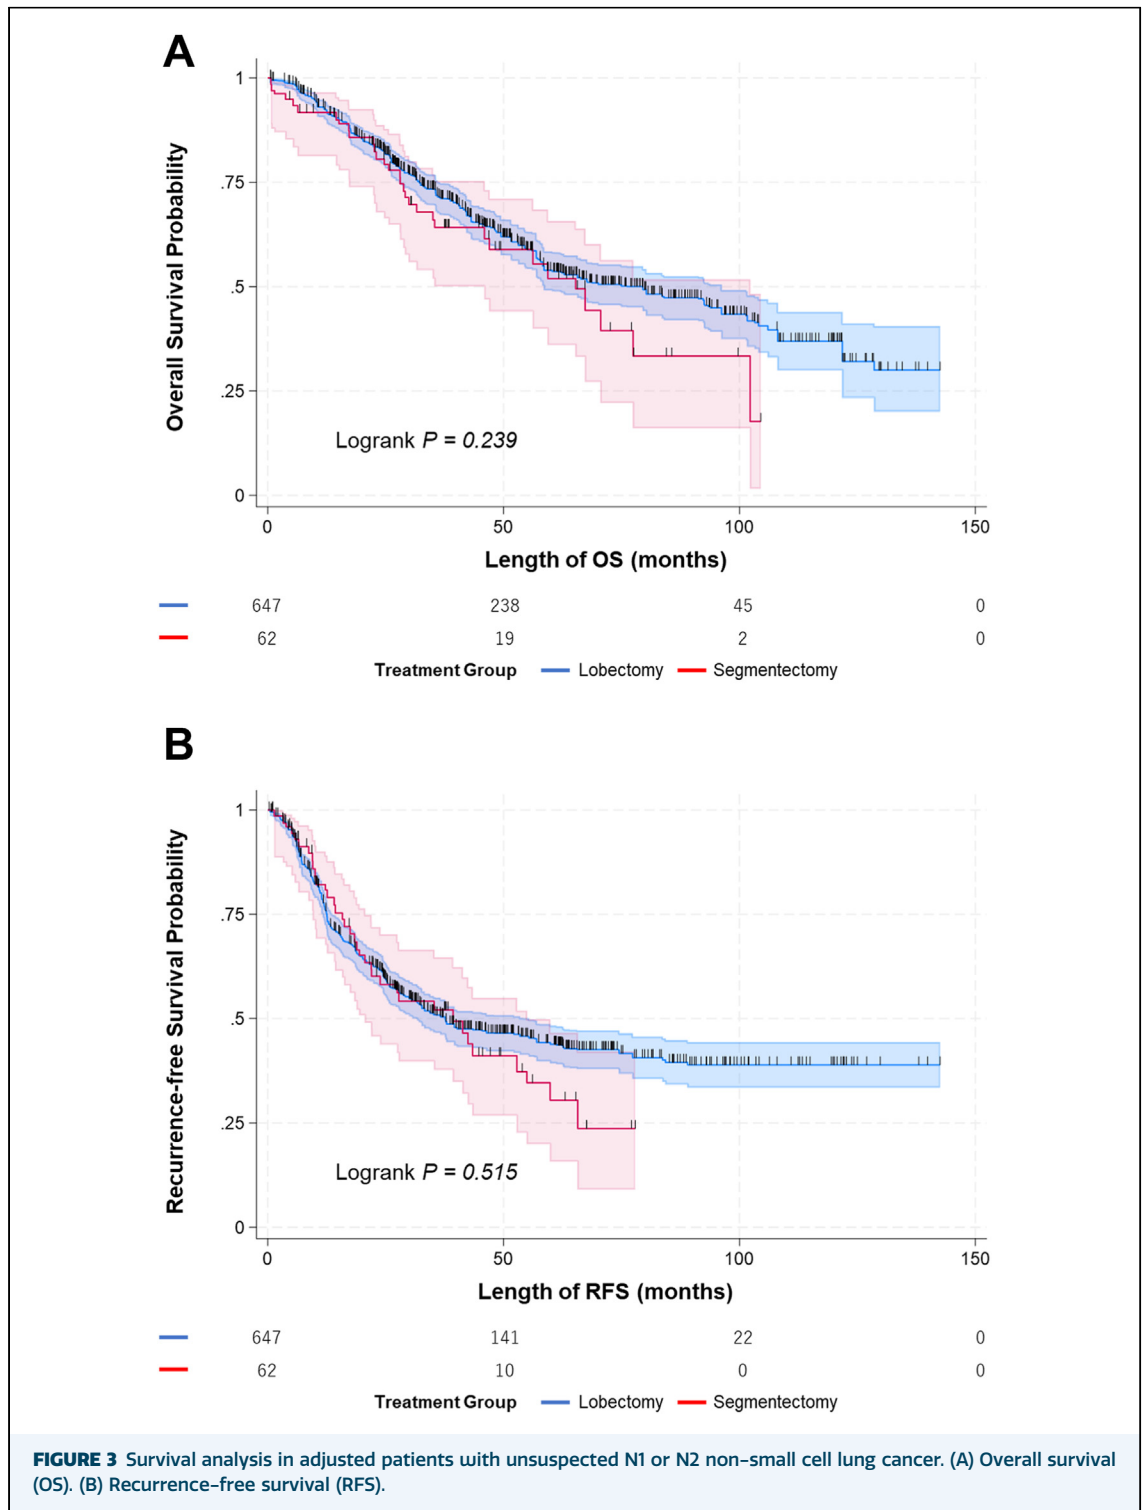 A
Overall Survival Probability
1
.75
.5
.25
0
Logrank P = 0.239
0 50 100 150
Length of OS (months)
647 238 45 0
62 19 2 0
Treatment Group Lobectomy Segmentectomy
B
Recurrence-free Survival Probability
1
.75
.5
.25
0
Logrank P = 0.515
0 50 100 150
Length of RFS (months)
647 141 22 0
62 10 0 0
Treatment Group Lobectomy Segmentectomy
FIGURE 3 Survival analysis in adjusted patients with unsuspected N1 or N2 non-small cell lung cancer. (A) Overall survival
(OS). (B) Recurrence-free survival (RFS).